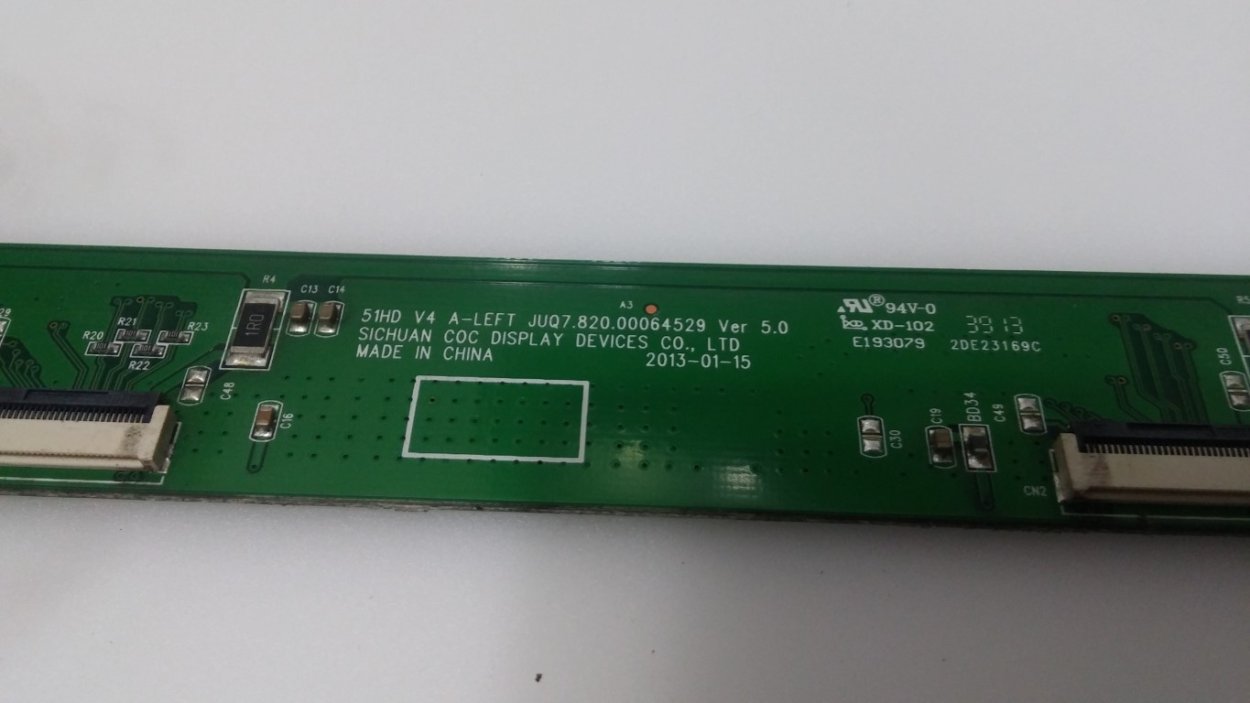 R4
C13 C14
A3
51HD V4 A-LEFT JUQ7.820.00064529 Ver 5.0
SICHUAN COC DISPLAY DEVICES CO., LTD
MADE IN CHINA
2013-01-15
®94V-0
XD-102
3913
E193079
2DE23169C
R20
R21
R22
R23
1R0
C48
C16
C30
C19
BD34
C49
C50
CN2